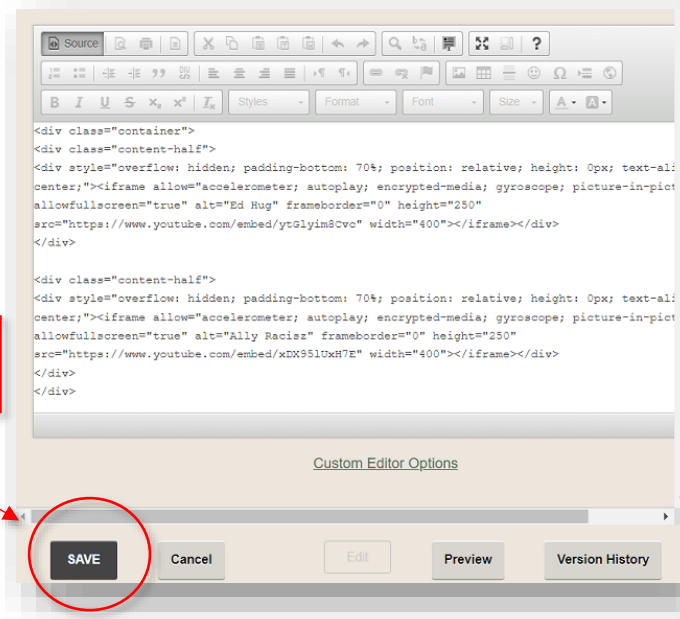 Source ?
B I U S x₂ x² Tx Styles Format Font Size A A
<div class="container">
<div class="content-half">
<div style="overflow: hidden; padding-bottom: 70%; position: relative; height: 0px; text-ali
center;"><iframe allow="accelerometer; autoplay; encrypted-media; gyroscope; picture-in-pict
allowfullscreen="true" alt="Ed Hug" frameborder="0" height="250"
src="https://www.youtube.com/embed/ytGlyim8Cvc" width="400"></iframe></div>
</div>
<div class="content-half">
<div style="overflow: hidden; padding-bottom: 70%; position: relative; height: 0px; text-ali
center;"><iframe allow="accelerometer; autoplay; encrypted-media; gyroscope; picture-in-pict
allowfullscreen="true" alt="Ally Racisz" frameborder="0" height="250"
src="https://www.youtube.com/embed/xDX95lUxH7E" width="400"></iframe></div>
</div>
</div>
Custom Editor Options
SAVE Cancel Edit Preview Version History